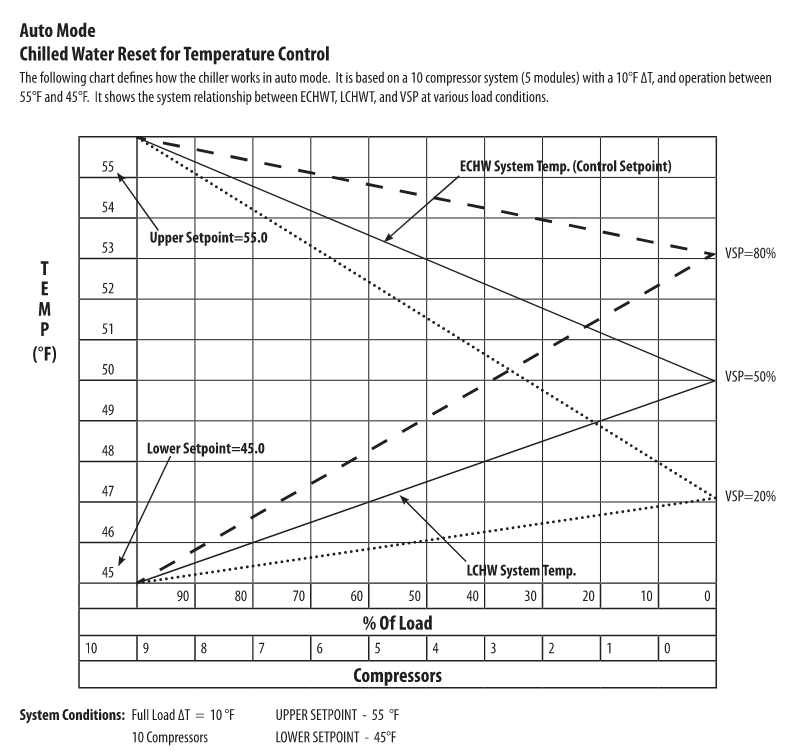 Auto Mode
Chilled Water Reset for Temperature Control
The following chart defines how the chiller works in auto mode. It is based on a 10 compressor system (5 modules) with a 10°F ΔT, and operation between
55°F and 45°F. It shows the system relationship between ECHWT, LCHWT, and VSP at various load conditions.
55
ECHW System Temp. (Control Setpoint)
54
Upper Setpoint=55.0
53
VSP=80%
T
E
M
P
(°F)
52
51
50
VSP=50%
49
48
Lower Setpoint=45.0
47
VSP=20%
46
45
LCHW System Temp.
90 80 70 60 50 40 30 20 10 0
% Of Load
10 9 8 7 6 5 4 3 2 1 0
Compressors
System Conditions: Full Load ΔT = 10 °F UPPER SETPOINT - 55 °F
10 Compressors LOWER SETPOINT - 45°F